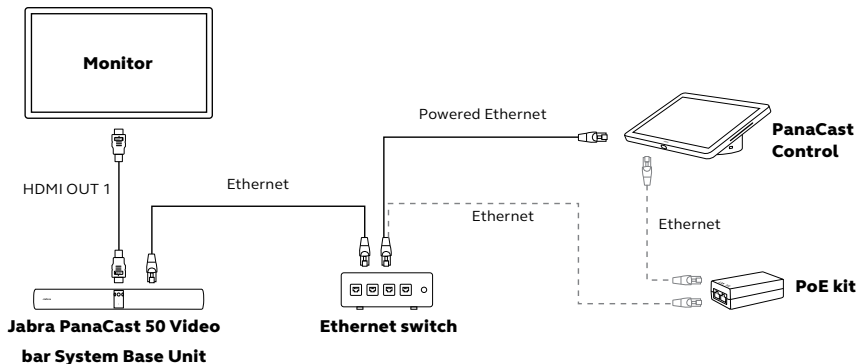 Monitor
Powered Ethernet
PanaCast
Control
HDMI OUT 1
Ethernet
Ethernet
Ethernet
PoE kit
Jabra PanaCast 50 Video
bar System Base Unit
Ethernet switch